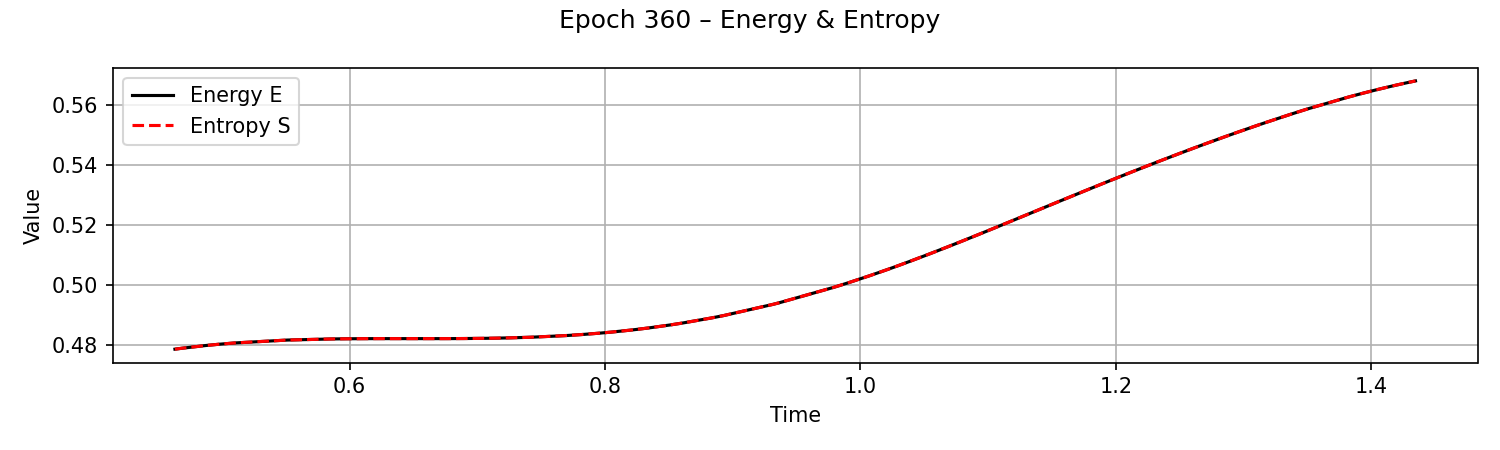 Epoch 360 – Energy & Entropy
Energy E
Entropy S
Value
0.56
0.54
0.52
0.50
0.48
0.6 0.8 1.0 1.2 1.4
Time